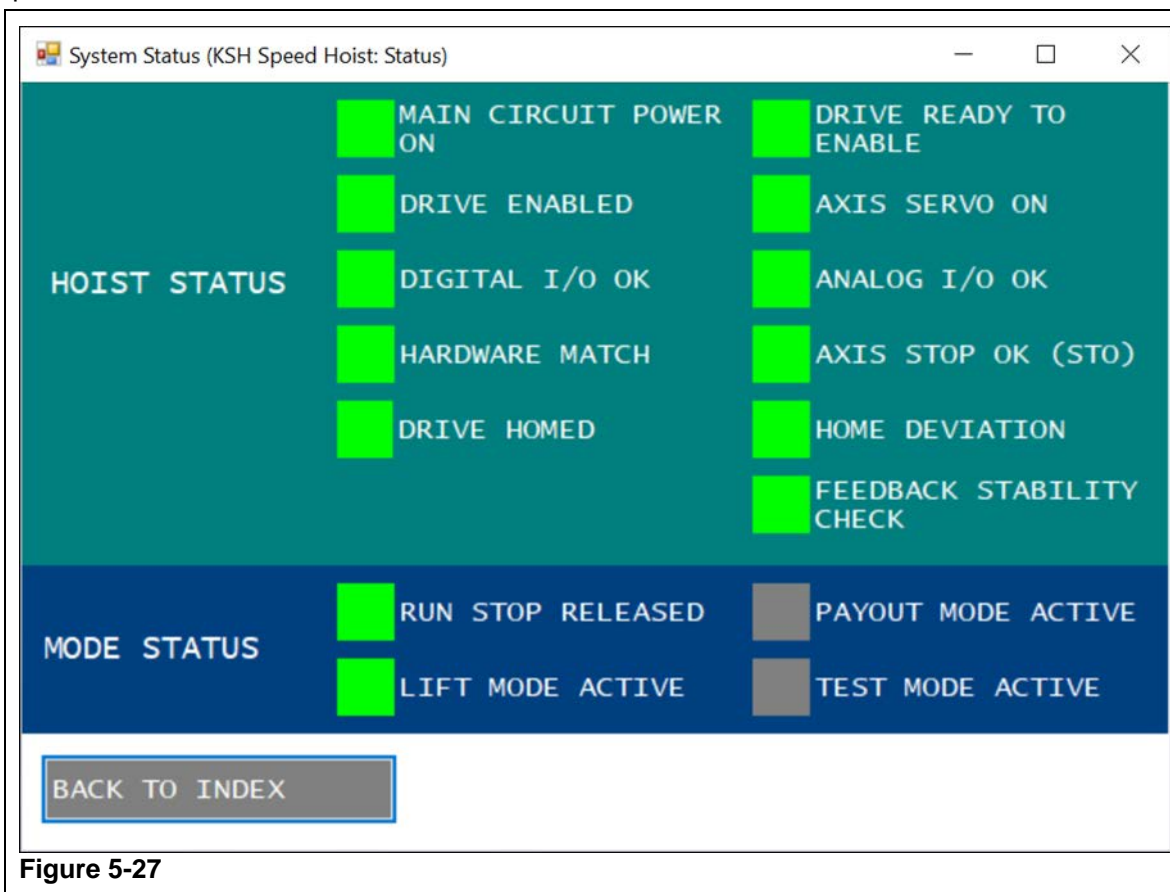 System Status (KSH Speed Hoist: Status)
HOIST STATUS
MAIN CIRCUIT POWER
ON
DRIVE READY TO
ENABLE
DRIVE ENABLED
AXIS SERVO ON
DIGITAL I/O OK
ANALOG I/O OK
HARDWARE MATCH
AXIS STOP OK (STO)
DRIVE HOMED
HOME DEVIATION
FEEDBACK STABILITY
CHECK
MODE STATUS
RUN STOP RELEASED
PAYOUT MODE ACTIVE
LIFT MODE ACTIVE
TEST MODE ACTIVE
BACK TO INDEX
Figure 5-27